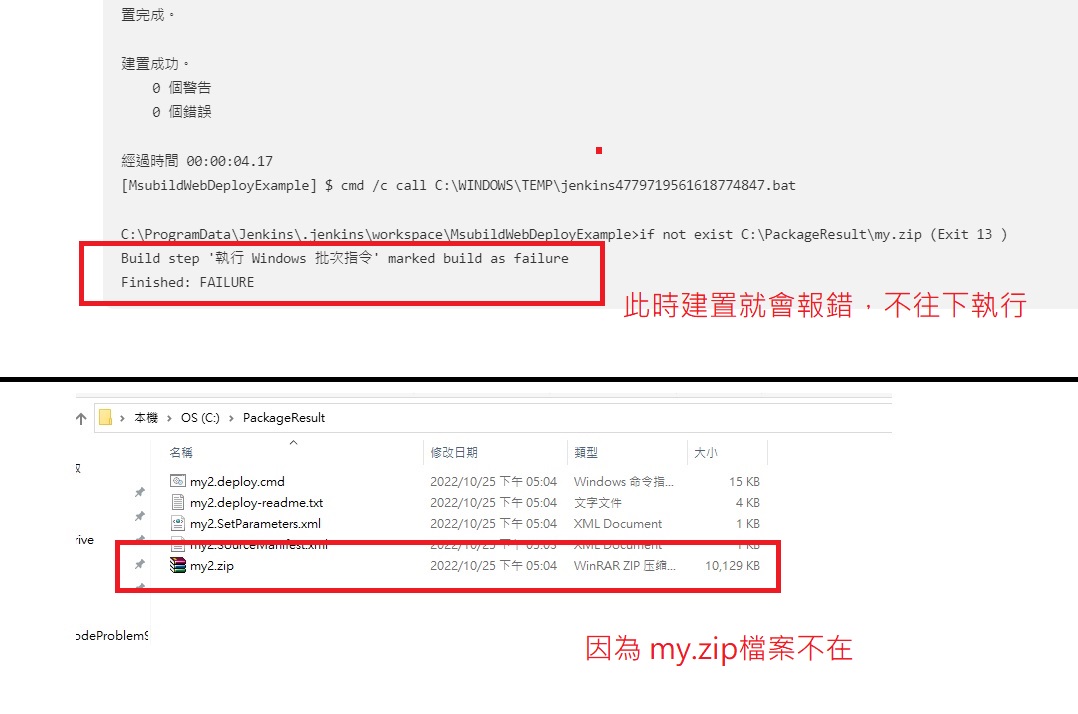 置完成。
建置成功。
0 個警告
0 個錯誤
經過時間 00:00:04.17
[MsubildWebDeployExample] $ cmd /c call C:\WINDOWS\TEMP\jenkins4779719561618774847.bat
C:\ProgramData\Jenkins\.jenkins\workspace\MsubildWebDeployExample>if not exist C:\PackageResult\my.zip (Exit 13 )
Build step '執行 Windows 批次指令' marked build as failure
Finished: FAILURE
此時建置就會報錯，不往下執行
本機 > OS (C:) > PackageResult
名稱 修改日期 類型 大小
my2.deploy.cmd 2022/10/25 下午 05:04 Windows 命令指... 15 KB
my2.deploy-readme.txt 2022/10/25 下午 05:04 文字文件 4 KB
my2.SetParameters.xml 2022/10/25 下午 05:04 XML Document 1 KB
rive
my2.SourceManifest.xml 2022/10/25 下午 05:03 XML Document 1 KB
my2.zip 2022/10/25 下午 05:04 WinRAR ZIP 压缩... 10,129 KB
odeProblemS
因為 my.zip檔案不在